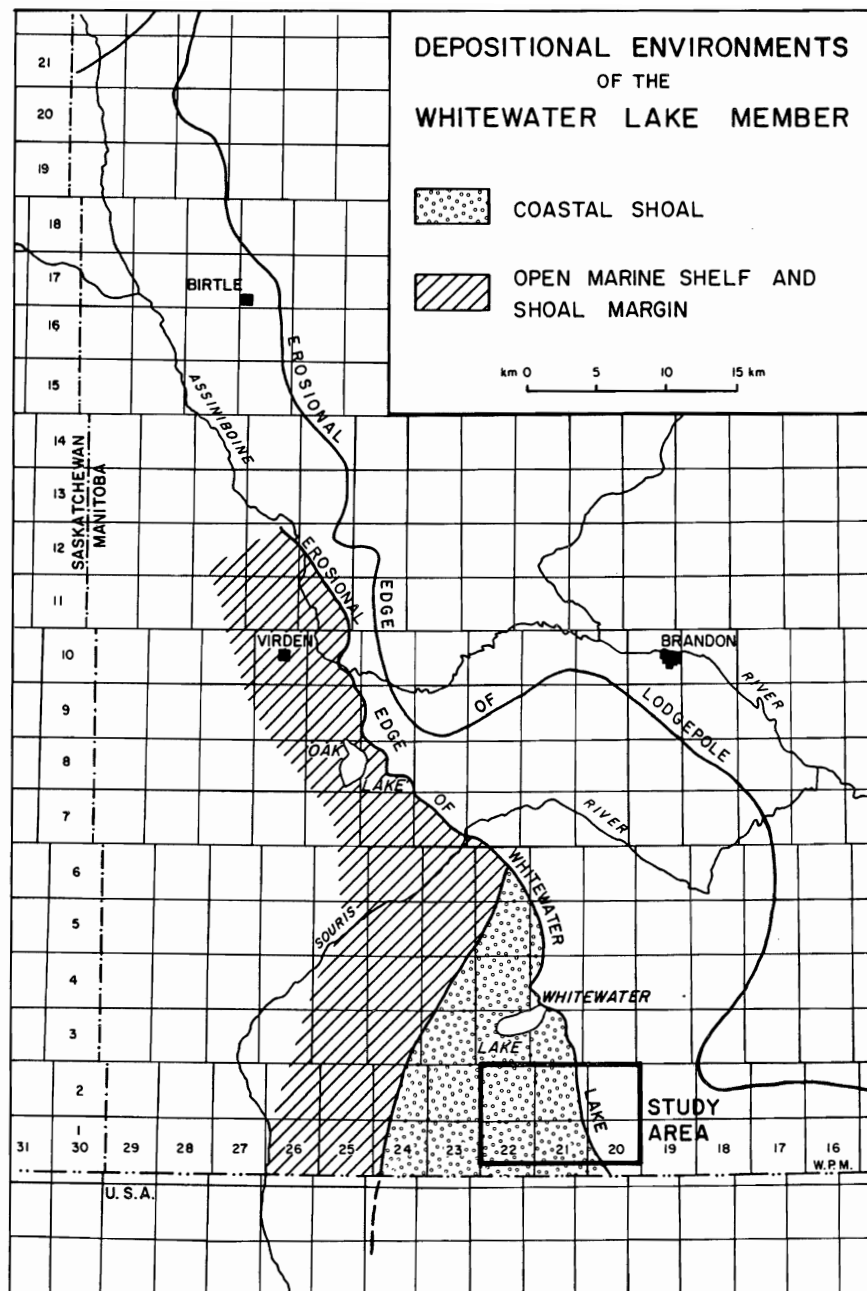 DEPOSITIONAL ENVIRONMENTS
OF THE
WHITEWATER LAKE MEMBER
COASTAL SHOAL
OPEN MARINE SHELF AND
SHOAL MARGIN
km 0 5 10 15 km
21
20
19
18
17
16
15
14
13
12
11
10
9
8
7
6
5
4
3
2
1
BIRTLE
ASSINIBOINE
EROSIONAL
EDGE
OF
LODGEPOLE
SASKATCHEWAN
MANITOBA
EROSIONAL
EDGE
OF
WHITEWATER
LAKE
VIRDEN
BRANDON
RIVER
OAK
LAKE
RIVER
SOURIS
WHITEWATER
LAKE
STUDY
AREA
31 30 29 28 27 26 25 24 23 22 21 20 19 18 17 16
W.P.M.
U.S.A.